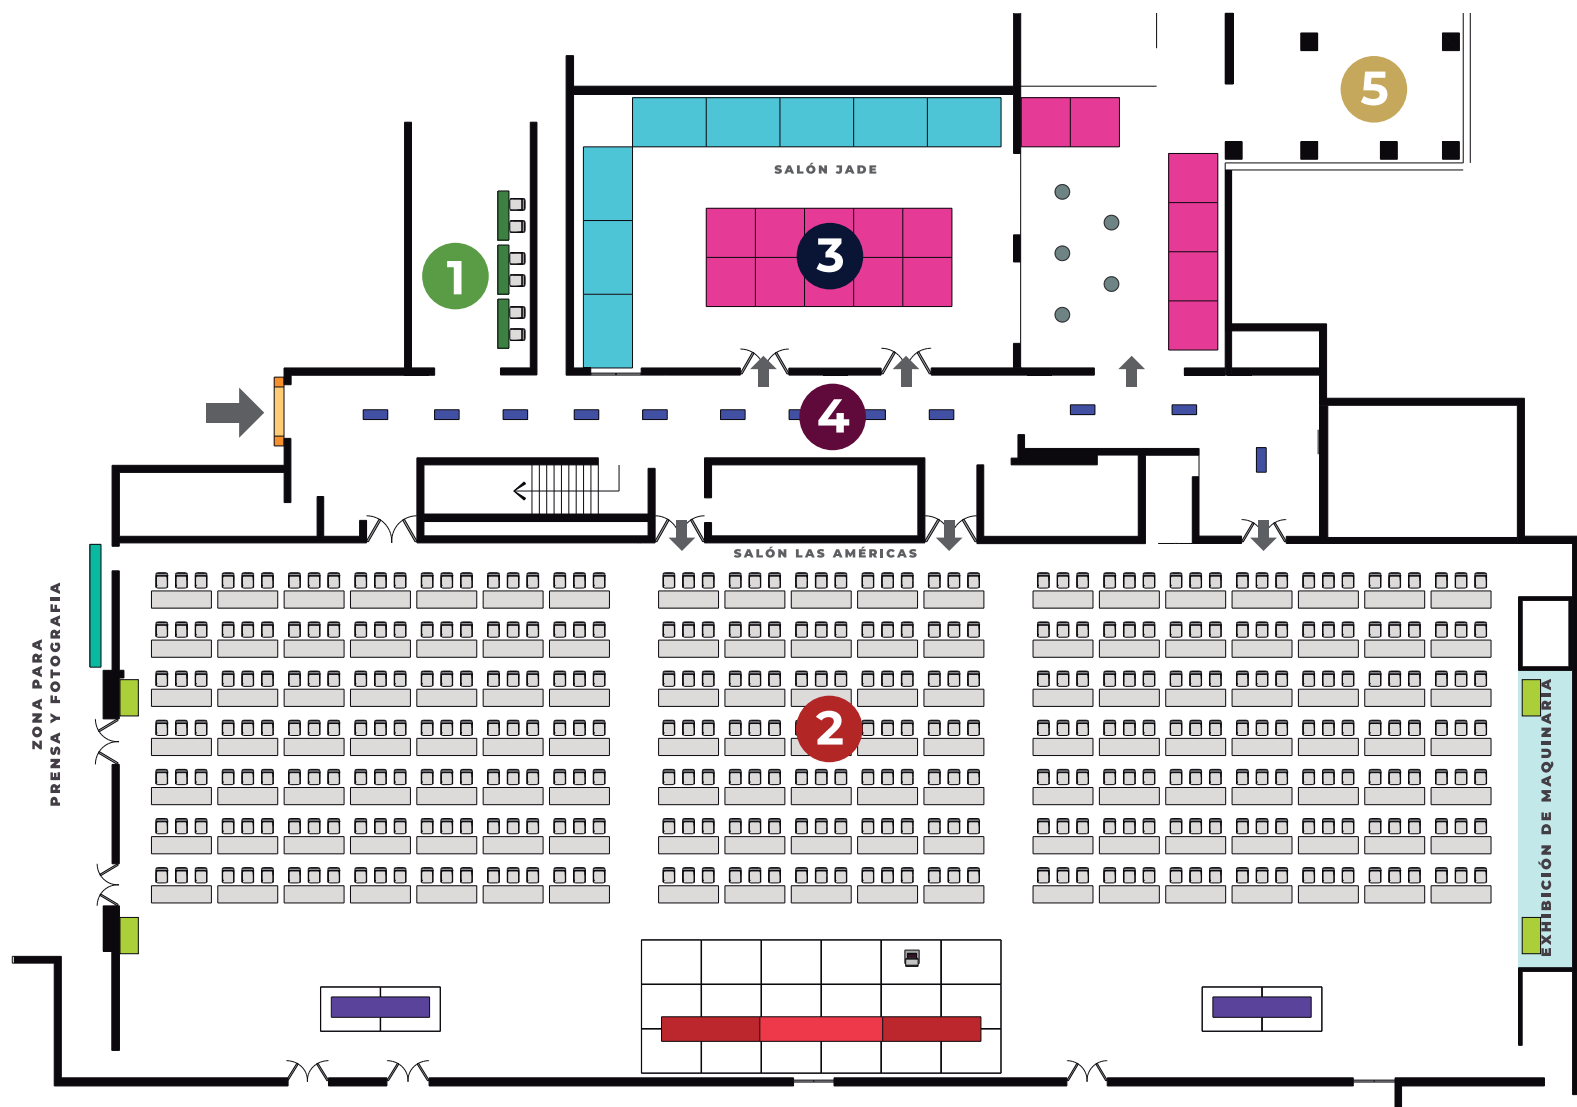 5
SALÓN JADE
3
1
4
SALÓN LAS AMÉRICAS
ZONA PARA
PRENSA Y FOTOGRAFIA
2
EXHIBICIÓN DE MAQUINARIA